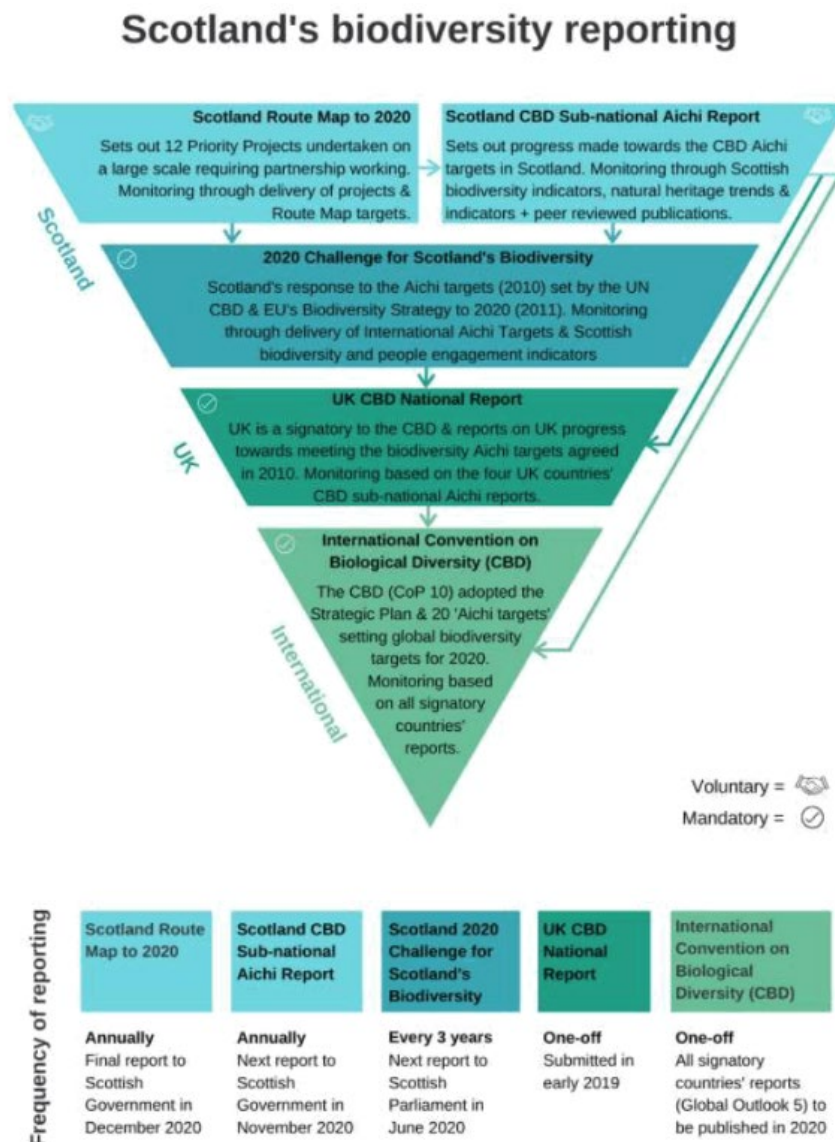 Scotland's biodiversity reporting
Scotland Route Map to 2020
Sets out 12 Priority Projects undertaken on
a large scale requiring partnership working.
Monitoring through delivery of projects &
Route Map targets.
Scotland CBD Sub-national Aichi Report
Sets out progress made towards the CBD Aichi
targets in Scotland. Monitoring through Scottish
biodiversity indicators, natural heritage trends &
indicators + peer reviewed publications.
Scotland
2020 Challenge for Scotland's Biodiversity
Scotland's response to the Aichi targets (2010) set by the UN
CBD & EU's Biodiversity Strategy to 2020 (2011). Monitoring
through delivery of International Aichi Targets & Scottish
biodiversity and people engagement indicators
UK
UK CBD National Report
UK is a signatory to the CBD & reports on UK progress
towards meeting the biodiversity Aichi targets agreed
in 2010. Monitoring based on the four UK countries'
CBD sub-national Aichi reports.
International
International Convention on
Biological Diversity (CBD)
The CBD (CoP 10) adopted the
Strategic Plan & 20 'Aichi targets'
setting global biodiversity
targets for 2020.
Monitoring based
on all signatory
countries'
reports.
Voluntary =
Mandatory =
Frequency of reporting
Scotland Route
Map to 2020
Annually
Final report to
Scottish
Government in
December 2020
Scotland CBD
Sub-national
Aichi Report
Annually
Next report to
Scottish
Government in
November 2020
Scotland 2020
Challenge for
Scotland's
Biodiversity
Every 3 years
Next report to
Scottish
Parliament in
June 2020
UK CBD
National
Report
One-off
Submitted in
early 2019
International
Convention on
Biological
Diversity (CBD)
One-off
All signatory
countries' reports
(Global Outlook 5) to
be published in 2020